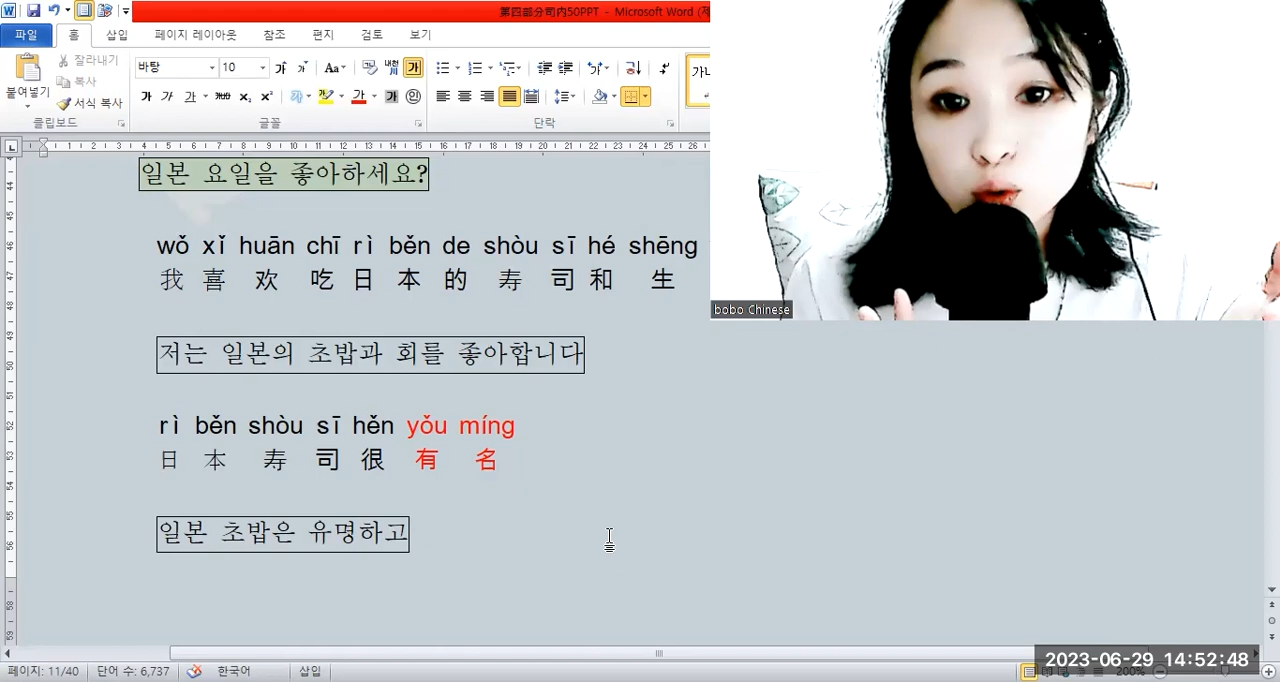 第四部分司内50PPT - Microsoft Word
파일 홈 삽입 페이지 레이아웃 참조 편지 검토 보기
잘라내기
복사
붙여넣기
서식 복사
클립보드
바탕 10
글꼴
단락
일본 요일을 좋아하세요?
wǒ xǐ huān chī rì běn de shòu sī hé shēng
我 喜 欢 吃 日 本 的 寿 司 和 生
저는 일본의 초밥과 회를 좋아합니다
rì běn shòu sī hěn yǒu míng
日 本 寿 司 很 有 名
일본 초밥은 유명하고
bobo Chinese
페이지: 11/40 단어 수: 6,737 한국어 삽입 200%
2023-06-29 14:52:48